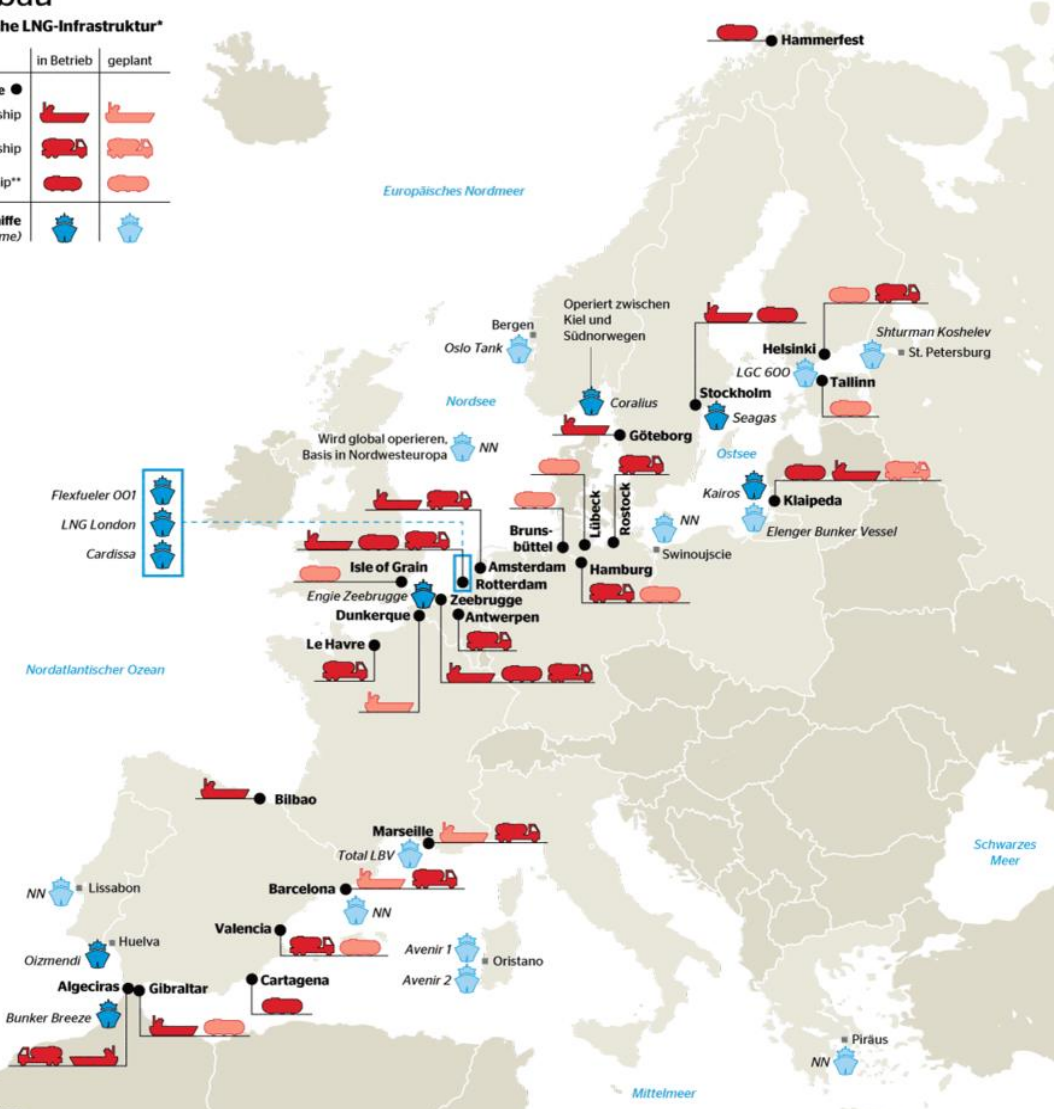 he LNG-Infrastruktur*
in Betrieb geplant
e
ship
ship
ip**
iffe
me)
Hammerfest
Europäisches Nordmeer
Operiert zwischen
Kiel und
Südnorwegen
Bergen
Oslo Tank
Shturman Koshelev
St. Petersburg
Helsinki
LGC 600
Tallinn
Stockholm
Seagas
Coralius
Nordsee
Göteborg
Wird global operieren,
Basis in Nordwesteuropa
NN
Ostsee
Kairos
Klaipeda
Elenger Bunker Vessel
Flexfueler 001
LNG London
Cardissa
Lübeck
Rostock
Bruns-
büttel
NN
Swinoujscie
Hamburg
Amsterdam
Rotterdam
Isle of Grain
Engie Zeebrugge
Zeebrugge
Dunkerque
Antwerpen
Le Havre
Nordatlantischer Ozean
Bilbao
Marseille
Total LBV
Schwarzes
Meer
Barcelona
NN
NN
Lissabon
Valencia
Huelva
Oizmendi
Avenir 1
Oristano
Avenir 2
Cartagena
Algeciras
Gibraltar
Bunker Breeze
Piräus
NN
Mittelmeer